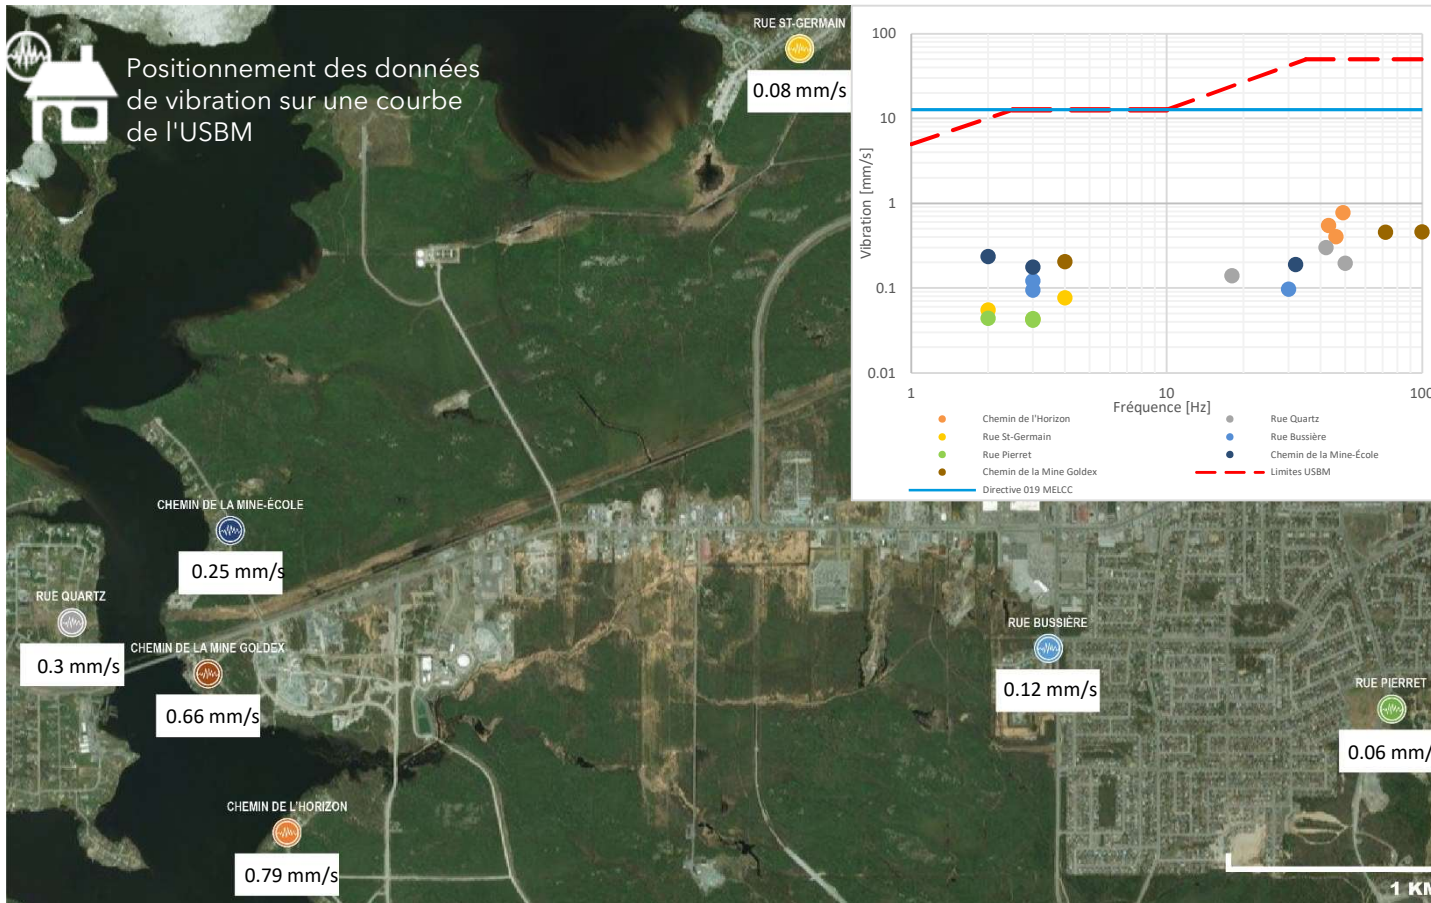 Positionnement des données
de vibration sur une courbe
de l'USBM
RUE ST-GERMAIN
0.08 mm/s
100
10
1
0.1
0.01
Vibration [mm/s]
1
10
100
Fréquence [Hz]
Chemin de l'Horizon
Rue Quartz
Rue St-Germain
Rue Bussière
Rue Pierret
Chemin de la Mine-École
Chemin de la Mine Goldex
Limites USBM
Directive 019 MELCC
CHEMIN DE LA MINE-ÉCOLE
0.25 mm/s
RUE QUARTZ
0.3 mm/s
CHEMIN DE LA MINE GOLDEX
0.66 mm/s
RUE BUSSIÈRE
0.12 mm/s
RUE PIERRET
0.06 mm/
CHEMIN DE L'HORIZON
0.79 mm/s
1 KM